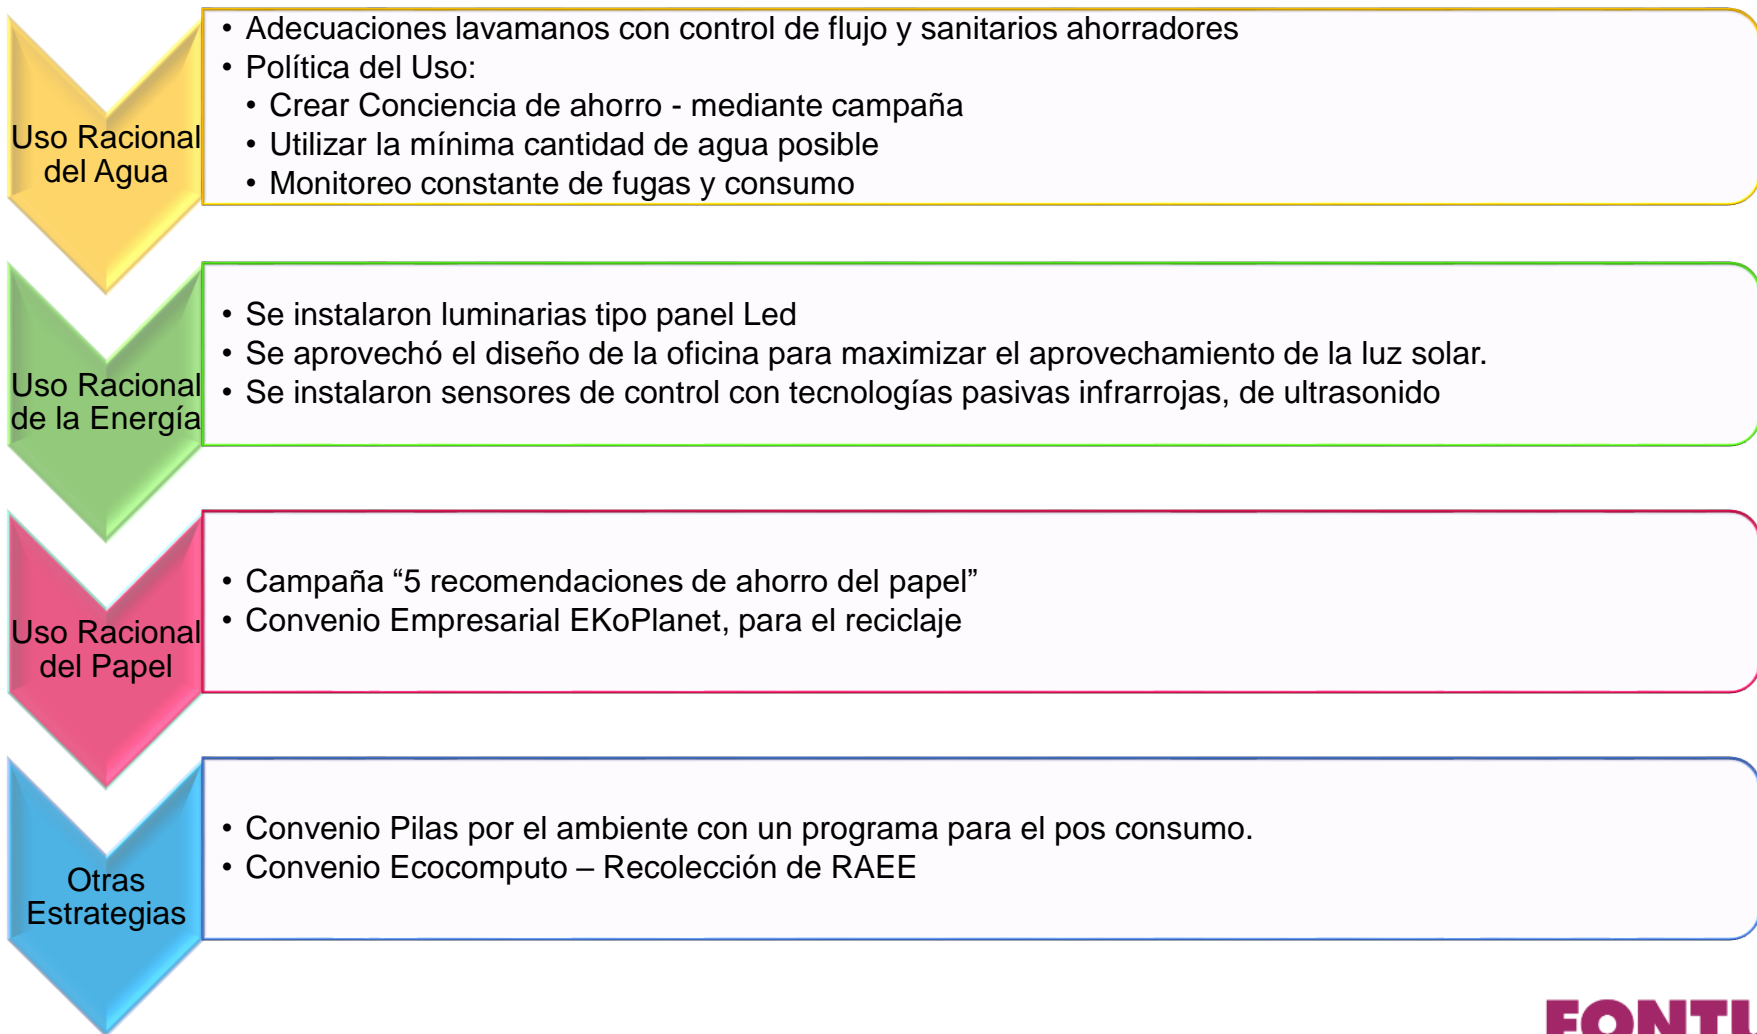 Uso Racional
del Agua
• Adecuaciones lavamanos con control de flujo y sanitarios ahorradores
• Política del Uso:
• Crear Conciencia de ahorro - mediante campaña
• Utilizar la mínima cantidad de agua posible
• Monitoreo constante de fugas y consumo
Uso Racional
de la Energía
• Se instalaron luminarias tipo panel Led
• Se aprovechó el diseño de la oficina para maximizar el aprovechamiento de la luz solar.
• Se instalaron sensores de control con tecnologías pasivas infrarrojas, de ultrasonido
Uso Racional
del Papel
• Campaña “5 recomendaciones de ahorro del papel”
• Convenio Empresarial EKoPlanet, para el reciclaje
Otras
Estrategias
• Convenio Pilas por el ambiente con un programa para el pos consumo.
• Convenio Ecocomputo – Recolección de RAEE